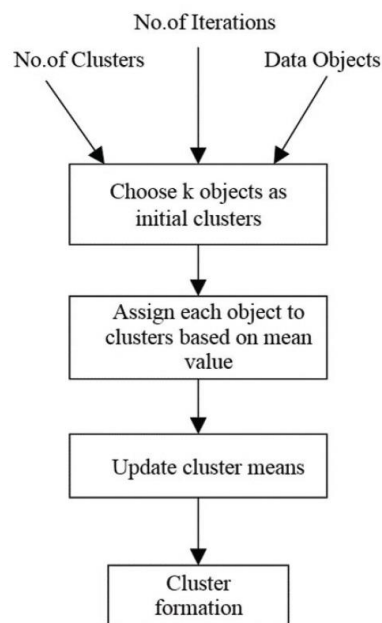 No.of Iterations
No.of Clusters
Data Objects
Choose k objects as
initial clusters
Assign each object to
clusters based on mean
value
Update cluster means
Cluster
formation